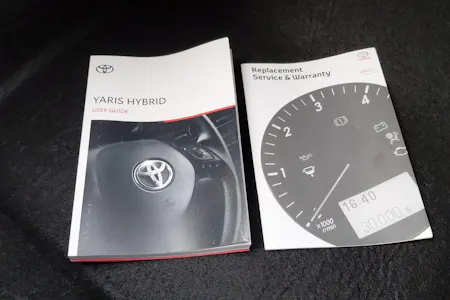 YARIS HYBRID
USER GUIDE
Replacement
Service & Warranty
1
2
3
4
x1000
r/min
16:40
30,000